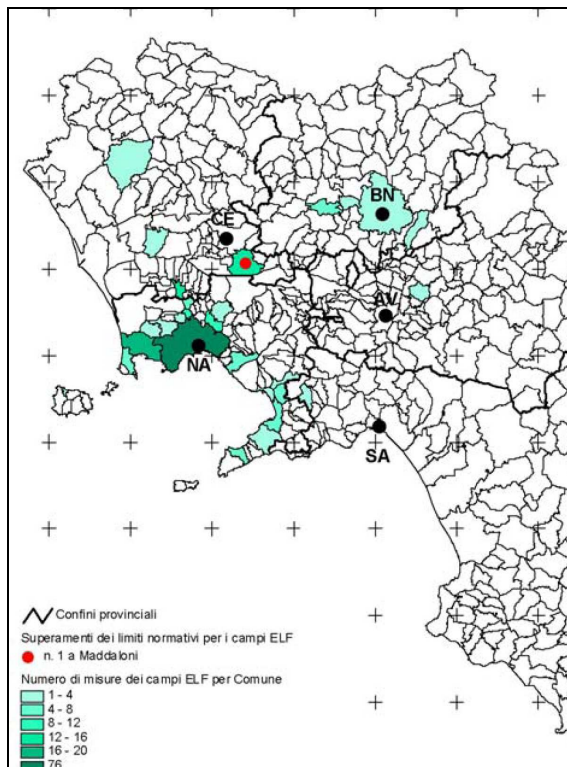 BN
CE
AV
NA
SA
Confini provinciali
Superamenti dei limiti normativi per i campi ELF
n. 1 a Maddaloni
Numero di misure dei campi ELF per Comune
1 - 4
4 - 8
8 - 12
12 - 16
16 - 20
76